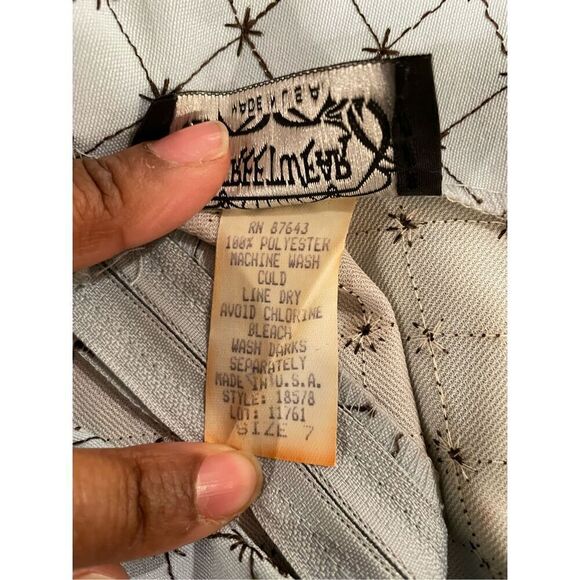 MADE IN U.S.A.
STREETWEAR
RN 87643
100% POLYESTER
MACHINE WASH
COLD
LINE DRY
AVOID CHLORINE
BLEACH
WASH DARKS
SEPARATELY
MADE IN U.S.A.
STYLE: 18578
LOT: 11761
SIZE 7